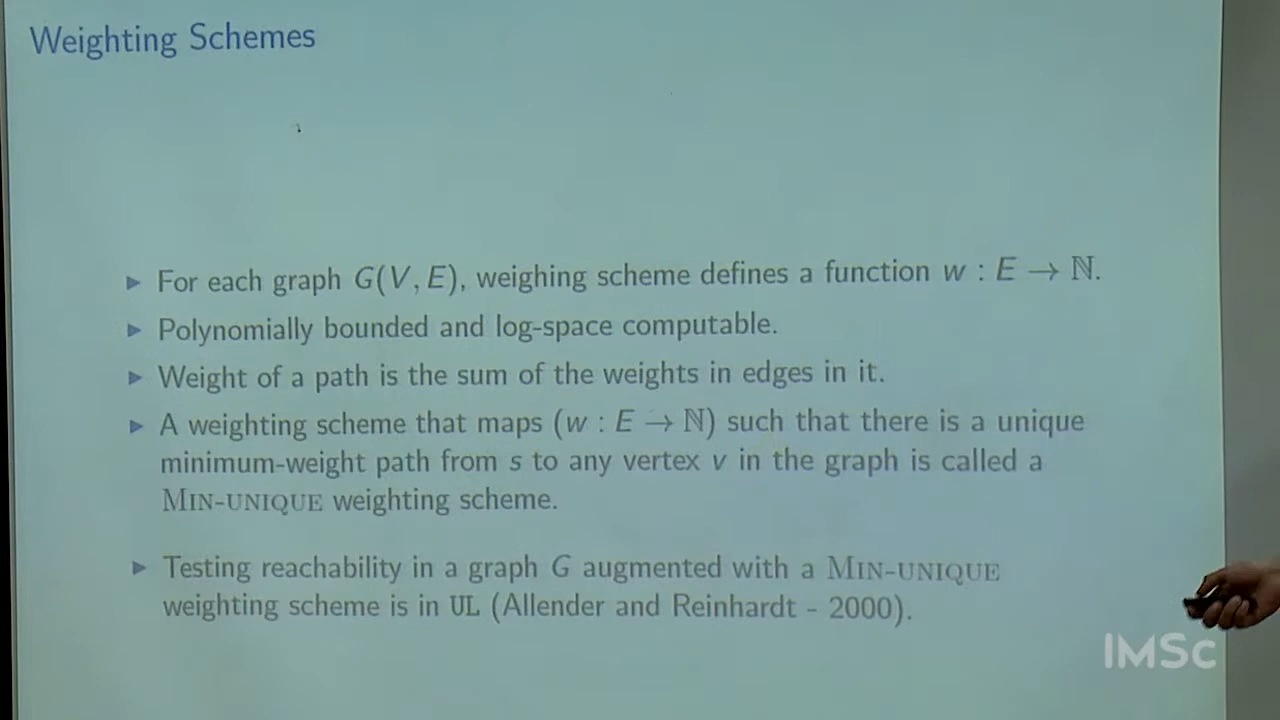 Weighting Schemes
▶ For each graph G(V, E), weighing scheme defines a function w : E → ℕ.
▶ Polynomially bounded and log-space computable.
▶ Weight of a path is the sum of the weights in edges in it.
▶ A weighting scheme that maps (w : E → ℕ) such that there is a unique
minimum-weight path from s to any vertex v in the graph is called a
MIN-UNIQUE weighting scheme.
▶ Testing reachability in a graph G augmented with a MIN-UNIQUE
weighting scheme is in UL (Allender and Reinhardt - 2000).
IMSc